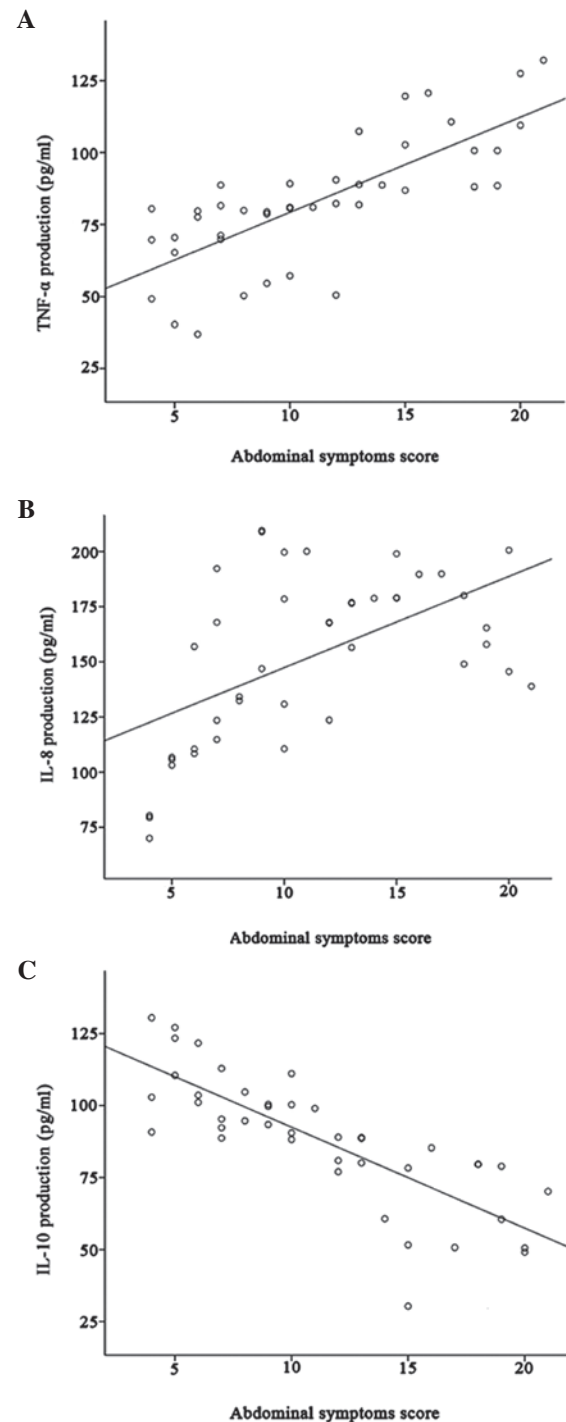 A
125
100
75
50
25
TNF-α production (pg/ml)
5 10 15 20
Abdominal symptoms score
B
200
175
150
125
100
75
IL-8 production (pg/ml)
5 10 15 20
Abdominal symptoms score
C
125
100
75
50
25
IL-10 production (pg/ml)
5 10 15 20
Abdominal symptoms score